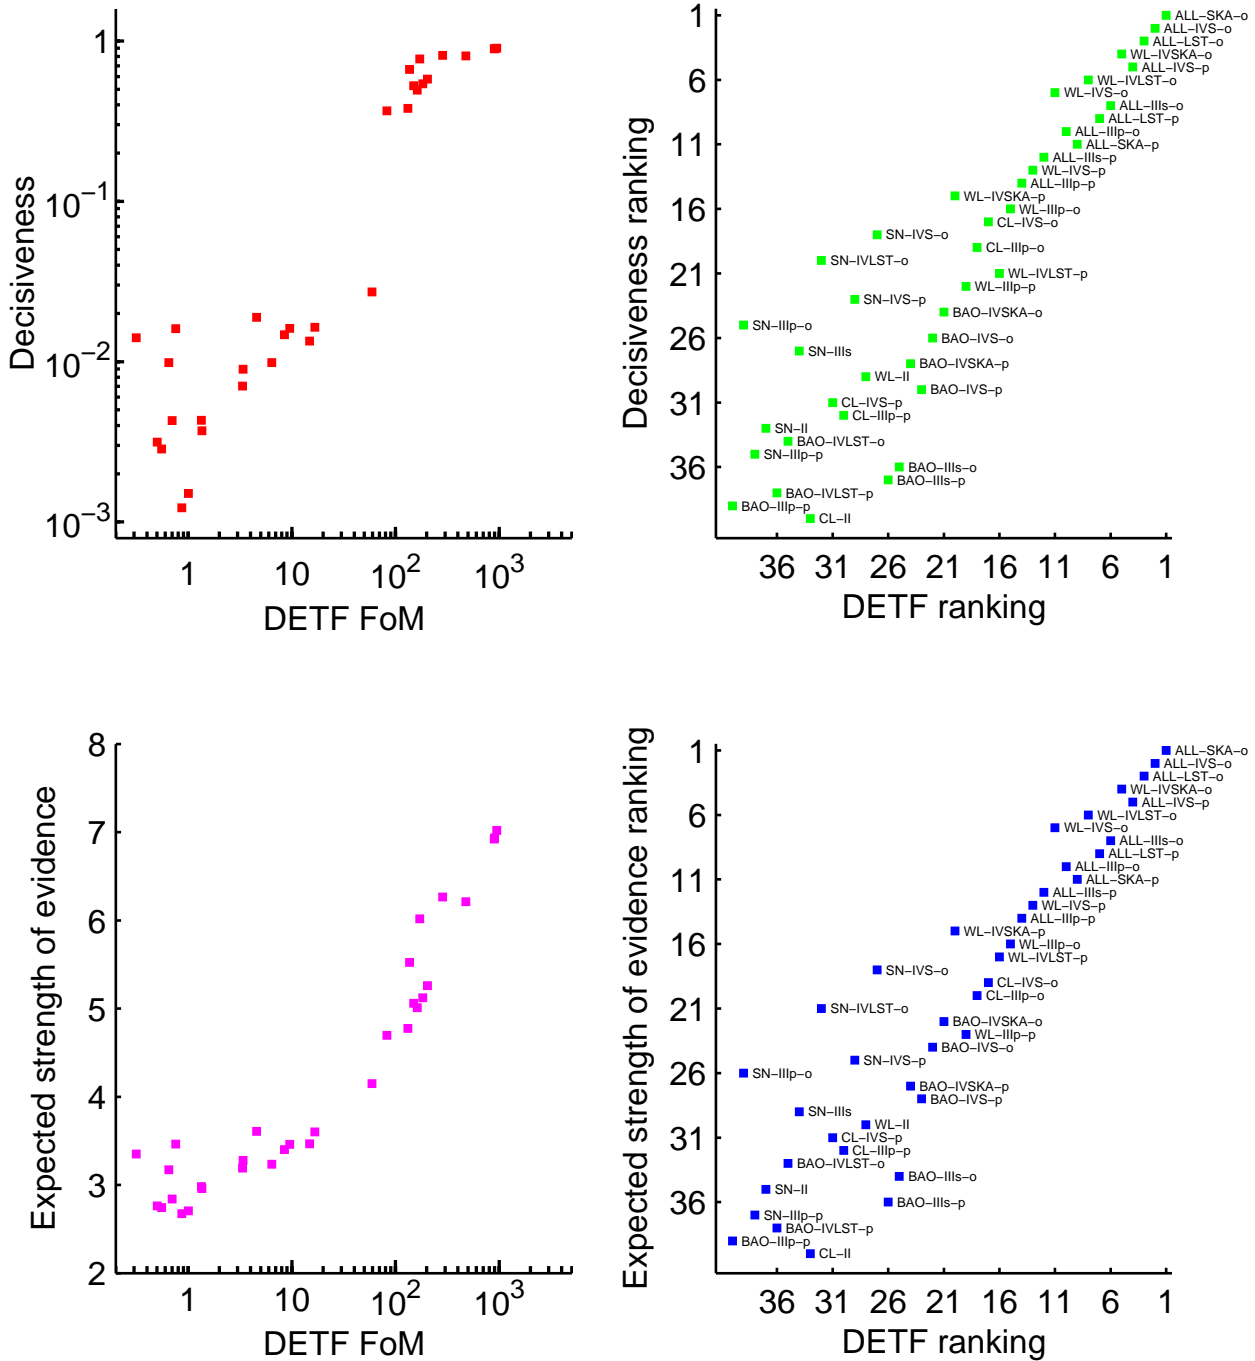 1
10⁻¹
10⁻²
10⁻³
Decisiveness
1 10 10² 10³
DETF FoM
1
6
11
16
21
26
31
36
Decisiveness ranking
ALL−SKA−o
ALL−IVS−o
ALL−LST−o
WL−IVSKA−o
ALL−IVS−p
WL−IVLST−o
WL−IVS−o
ALL−IIIs−o
ALL−LST−p
ALL−IIIp−o
ALL−SKA−p
ALL−IIIs−p
WL−IVS−p
ALL−IIIp−p
WL−IVSKA−p
WL−IIIp−o
CL−IVS−o
SN−IVS−o
CL−IIIp−o
SN−IVLST−o
WL−IVLST−p
WL−IIIp−p
SN−IVS−p
BAO−IVSKA−o
SN−IIIp−o
BAO−IVS−o
SN−IIIs
BAO−IVSKA−p
WL−II
BAO−IVS−p
CL−IVS−p
CL−IIIp−p
SN−II
BAO−IVLST−o
SN−IIIp−p
BAO−IIIs−o
BAO−IIIs−p
BAO−IVLST−p
BAO−IIIp−p
CL−II
36 31 26 21 16 11 6 1
DETF ranking
8
7
6
5
4
3
2
Expected strength of evidence
1 10 10² 10³
DETF FoM
1
6
11
16
21
26
31
36
Expected strength of evidence ranking
ALL−SKA−o
ALL−IVS−o
ALL−LST−o
WL−IVSKA−o
ALL−IVS−p
WL−IVLST−o
WL−IVS−o
ALL−IIIs−o
ALL−LST−p
ALL−IIIp−o
ALL−SKA−p
ALL−IIIs−p
WL−IVS−p
ALL−IIIp−p
WL−IVSKA−p
WL−IIIp−o
WL−IVLST−p
SN−IVS−o
CL−IVS−o
CL−IIIp−o
SN−IVLST−o
BAO−IVSKA−o
WL−IIIp−p
BAO−IVS−o
SN−IVS−p
SN−IIIp−o
BAO−IVSKA−p
BAO−IVS−p
SN−IIIs
WL−II
CL−IVS−p
CL−IIIp−p
BAO−IVLST−o
BAO−IIIs−o
SN−II
BAO−IIIs−p
SN−IIIp−p
BAO−IVLST−p
BAO−IIIp−p
CL−II
36 31 26 21 16 11 6 1
DETF ranking